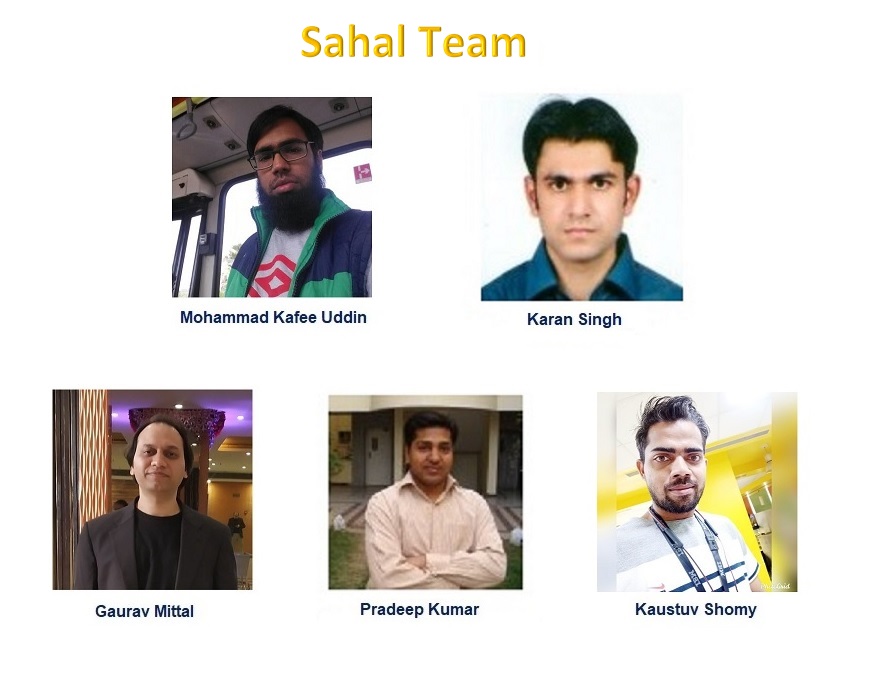 Sahal Team
Mohammad Kafee Uddin
Karan Singh
Gaurav Mittal
Pradeep Kumar
Kaustuv Shomy